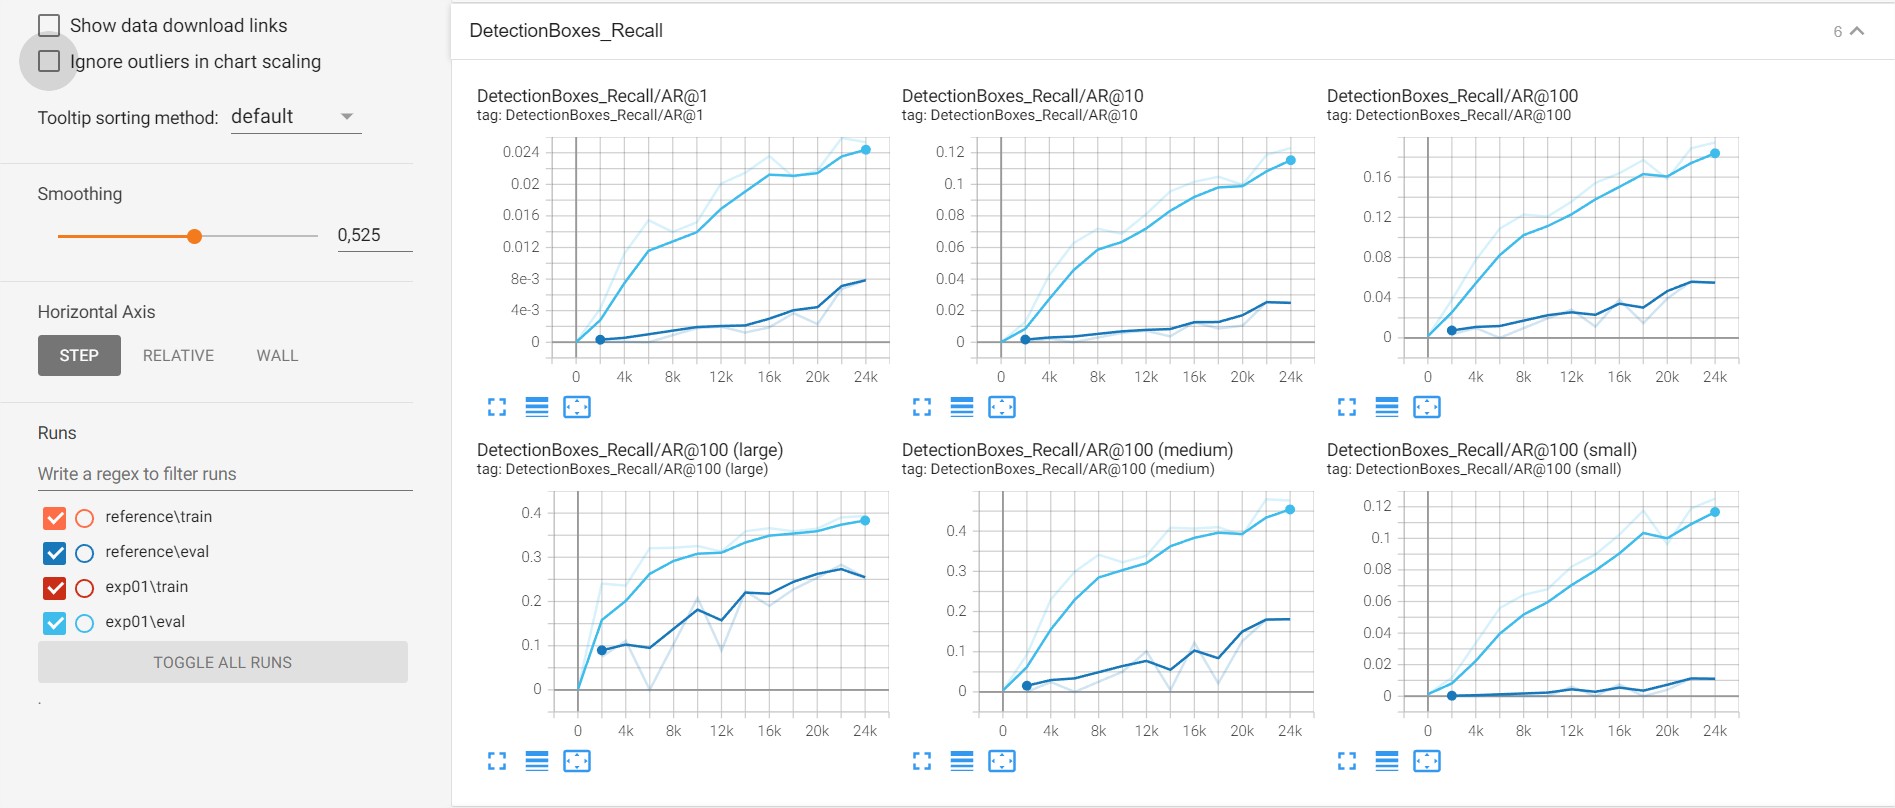 Show data download links
Ignore outliers in chart scaling
Tooltip sorting method: default
Smoothing
0,525
Horizontal Axis
STEP RELATIVE WALL
Runs
Write a regex to filter runs
reference\train
reference\eval
exp01\train
exp01\eval
TOGGLE ALL RUNS
.
DetectionBoxes_Recall
6
DetectionBoxes_Recall/AR@1
tag: DetectionBoxes_Recall/AR@1
0.024
0.02
0.016
0.012
8e-3
4e-3
0
0 4k 8k 12k 16k 20k 24k
DetectionBoxes_Recall/AR@10
tag: DetectionBoxes_Recall/AR@10
0.12
0.1
0.08
0.06
0.04
0.02
0
0 4k 8k 12k 16k 20k 24k
DetectionBoxes_Recall/AR@100
tag: DetectionBoxes_Recall/AR@100
0.16
0.12
0.08
0.04
0
0 4k 8k 12k 16k 20k 24k
DetectionBoxes_Recall/AR@100 (large)
tag: DetectionBoxes_Recall/AR@100 (large)
0.4
0.3
0.2
0.1
0
0 4k 8k 12k 16k 20k 24k
DetectionBoxes_Recall/AR@100 (medium)
tag: DetectionBoxes_Recall/AR@100 (medium)
0.4
0.3
0.2
0.1
0
0 4k 8k 12k 16k 20k 24k
DetectionBoxes_Recall/AR@100 (small)
tag: DetectionBoxes_Recall/AR@100 (small)
0.12
0.1
0.08
0.06
0.04
0.02
0
0 4k 8k 12k 16k 20k 24k